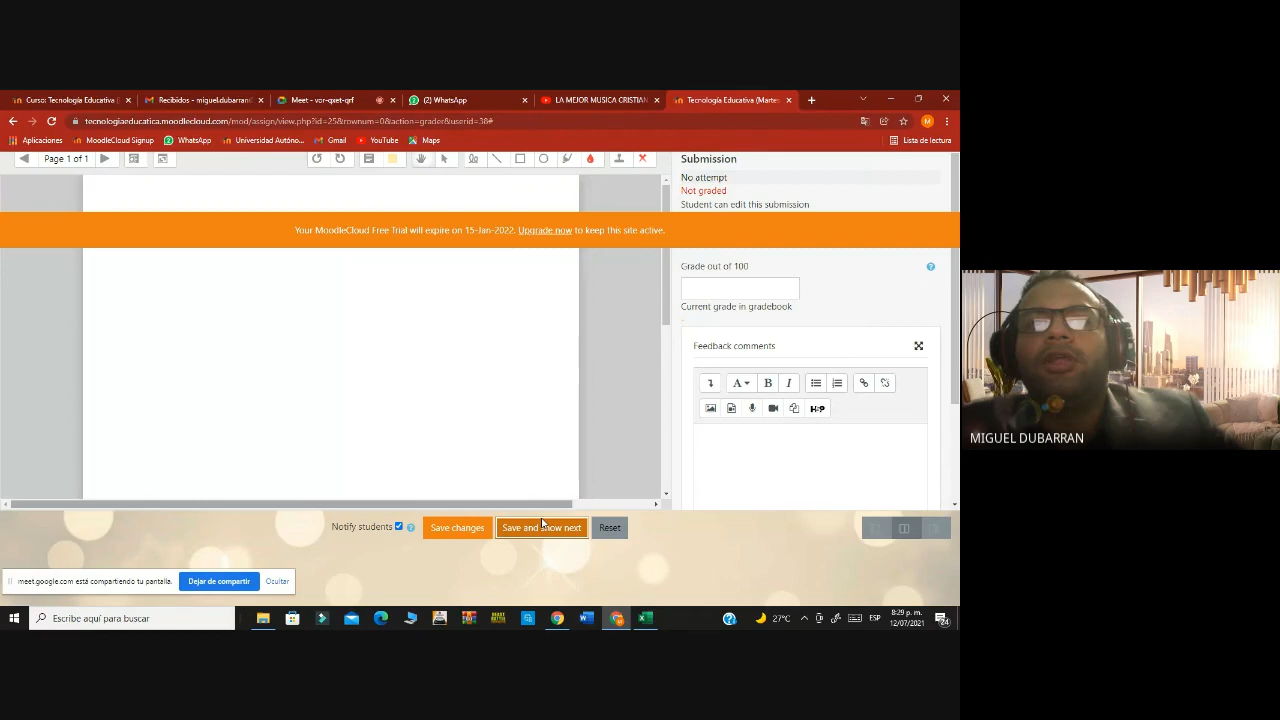 Curso: Tecnología Educativa (
Recibidos - miguel.dubarran@
Meet - vor-qxet-qrf
(2) WhatsApp
LA MEJOR MUSICA CRISTIAN
Tecnología Educativa (Martes
tecnologiaeducatica.moodlecloud.com/mod/assign/view.php?id=25&rownum=0&action=grader&userid=38#
Aplicaciones
MoodleCloud Signup
WhatsApp
Universidad Autóno...
Gmail
YouTube
Maps
Lista de lectura
Page 1 of 1
Submission
No attempt
Not graded
Student can edit this submission
Your MoodleCloud Free Trial will expire on 15-Jan-2022. Upgrade now to keep this site active.
Grade out of 100
Current grade in gradebook
-
Feedback comments
A B I
H-P
Notify students
Save changes
Save and show next
Reset
MIGUEL DUBARRAN
meet.google.com está compartiendo tu pantalla.
Dejar de compartir
Ocultar
Escribe aquí para buscar
27°C
ESP
8:29 p. m.
12/07/2021
24